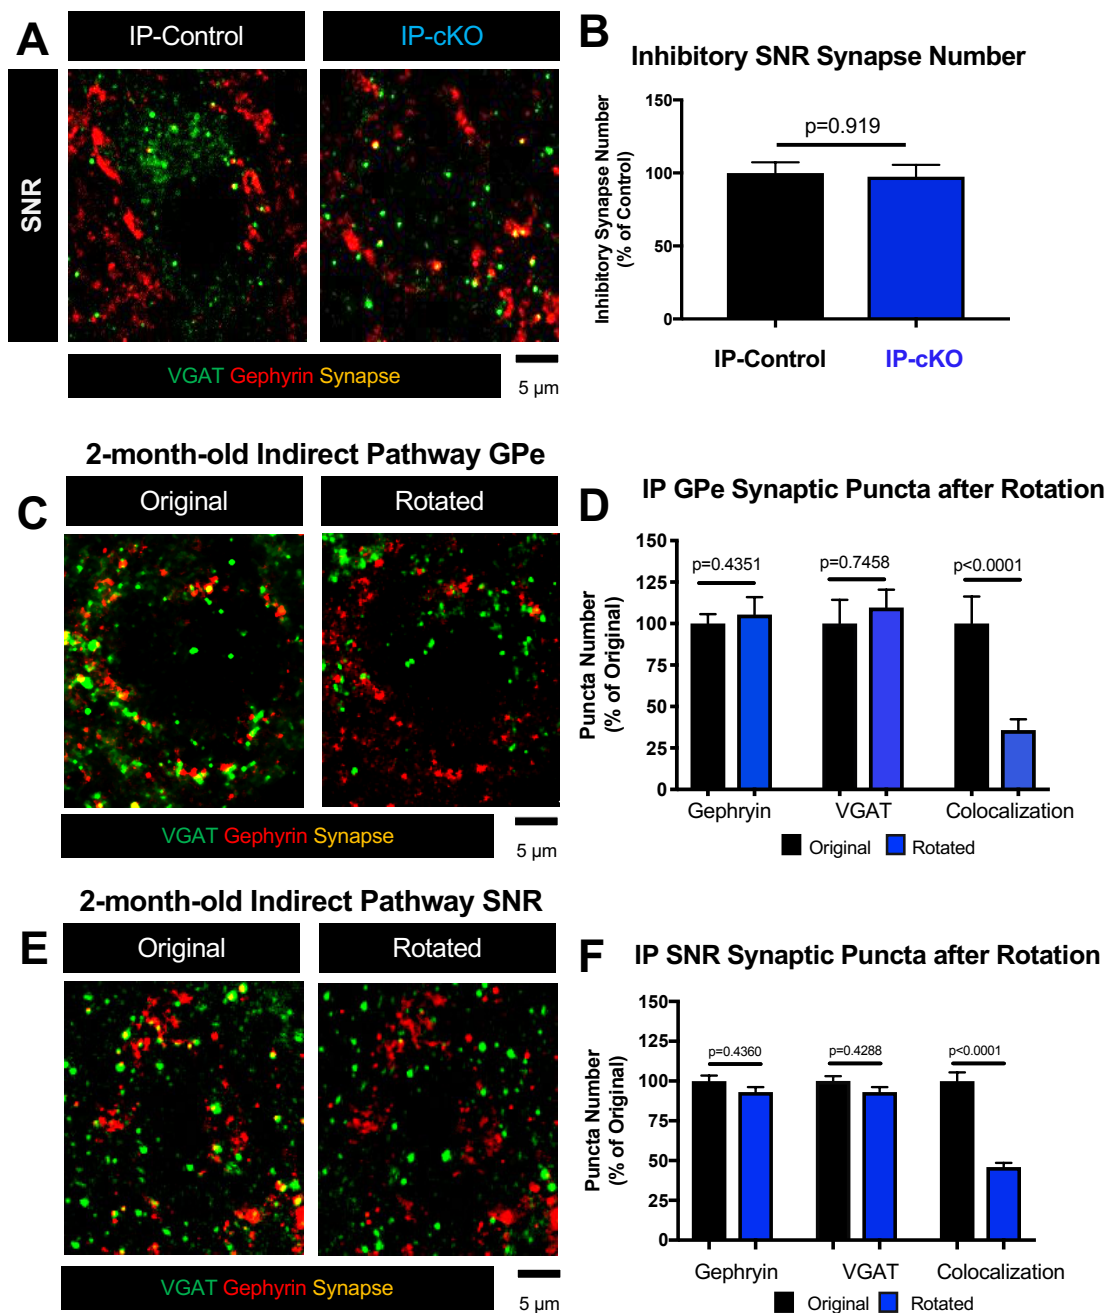 A
IP-Control
IP-cKO
SNR
VGAT Gephyrin Synapse
5 µm
B
Inhibitory SNR Synapse Number
Inhibitory Synapse Number
(% of Control)
150
100
50
0
p=0.919
IP-Control
IP-cKO
2-month-old Indirect Pathway GPe
C
Original
Rotated
VGAT Gephyrin Synapse
5 µm
D
IP GPe Synaptic Puncta after Rotation
Puncta Number
(% of Original)
150
125
100
75
50
25
0
p=0.4351
p=0.7458
p<0.0001
Gephryin
VGAT
Colocalization
Original
Rotated
2-month-old Indirect Pathway SNR
E
Original
Rotated
VGAT Gephyrin Synapse
5 µm
F
IP SNR Synaptic Puncta after Rotation
Puncta Number
(% of Original)
150
125
100
75
50
25
0
p=0.4360
p=0.4288
p<0.0001
Gephryin
VGAT
Colocalization
Original
Rotated